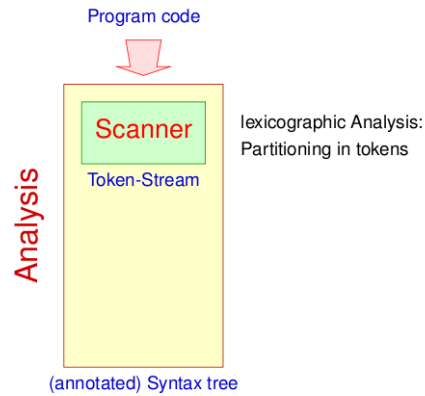 Program code
Scanner
lexicographic Analysis:
Partitioning in tokens
Token-Stream
Analysis
(annotated) Syntax tree